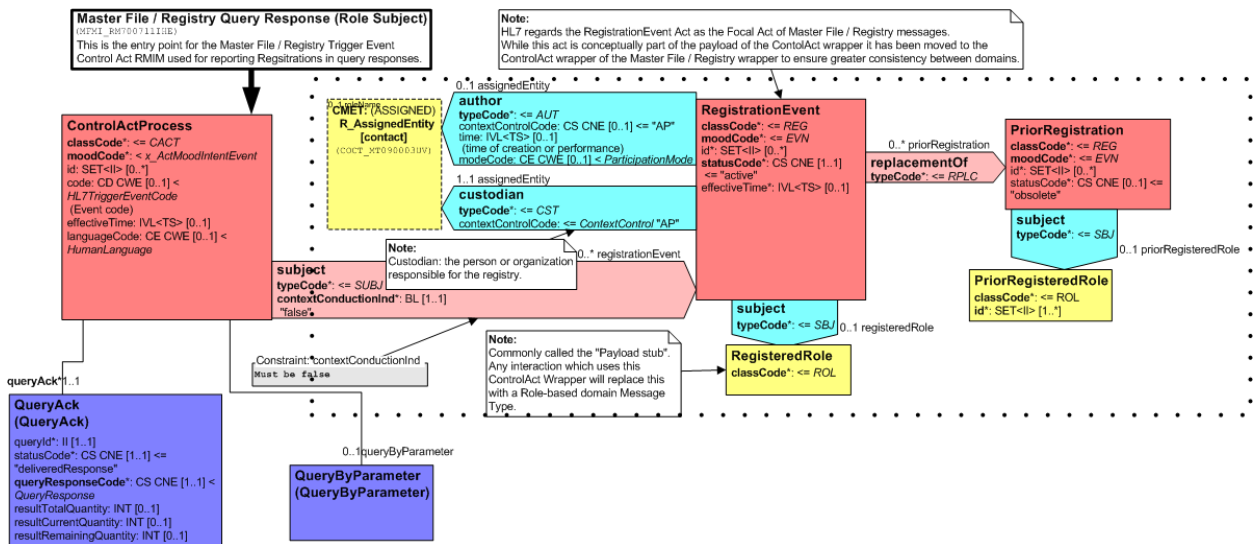 Master File / Registry Query Response (Role Subject)
(MFMI_RM700711IHE)
This is the entry point for the Master File / Registry Trigger Event
Control Act RMIM used for reporting Regsitrations in query responses.
Note:
HL7 regards the RegistrationEvent Act as the Focal Act of Master File / Registry messages.
While this act is conceptually part of the payload of the ContolAct wrapper it has been moved to the
ControlAct wrapper of the Master File / Registry wrapper to ensure greater consistency between domains.
ControlActProcess
classCode*: <= CACT
moodCode*: < x_ActMoodIntentEvent
id: SET<II> [0..*]
code: CD CWE [0..1] <
HL7TriggerEventCode
(Event code)
effectiveTime: IVL<TS> [0..1]
languageCode: CE CWE [0..1] <
HumanLanguage
0..1 roleName
CMET: (ASSIGNED)
R_AssignedEntity
[contact]
(COCT_MT090003UV)
0..1 assignedEntity
author
typeCode*: <= AUT
contextControlCode: CS CNE [0..1] <= "AP"
time: IVL<TS> [0..1]
(time of creation or performance)
modeCode: CE CWE [0..1] < ParticipationMode
1..1 assignedEntity
custodian
typeCode*: <= CST
contextControlCode: <= ContextControl "AP"
Note:
Custodian: the person or organization
responsible for the registry.
RegistrationEvent
classCode*: <= REG
moodCode*: <= EVN
id*: SET<II> [0..*]
statusCode*: CS CNE [1..1]
<= "active"
effectiveTime*: IVL<TS> [0..1]
0..* priorRegistration
replacementOf
typeCode*: <= RPLC
PriorRegistration
classCode*: <= REG
moodCode*: <= EVN
id*: SET<II> [0..*]
statusCode*: CS CNE [0..1] <=
"obsolete"
subject
typeCode*: <= SBJ
0..1 priorRegisteredRole
PriorRegisteredRole
classCode*: <= ROL
id*: SET<II> [1..*]
0..* registrationEvent
subject
typeCode*: <= SUBJ
contextConductionInd*: BL [1..1]
"false"
subject
typeCode*: <= SBJ
0..1 registeredRole
RegisteredRole
classCode*: <= ROL
Note:
Commonly called the "Payload stub".
Any interaction which uses this
ControlAct Wrapper will replace this
with a Role-based domain Message
Type.
Constraint: contextConductionInd
Must be false
queryAck*1..1
QueryAck
(QueryAck)
queryId*: II [1..1]
statusCode*: CS CNE [1..1] <=
"deliveredResponse"
queryResponseCode*: CS CNE [1..1] <
QueryResponse
resultTotalQuantity: INT [0..1]
resultCurrentQuantity: INT [0..1]
resultRemainingQuantity: INT [0..1]
0..1queryByParameter
QueryByParameter
(QueryByParameter)